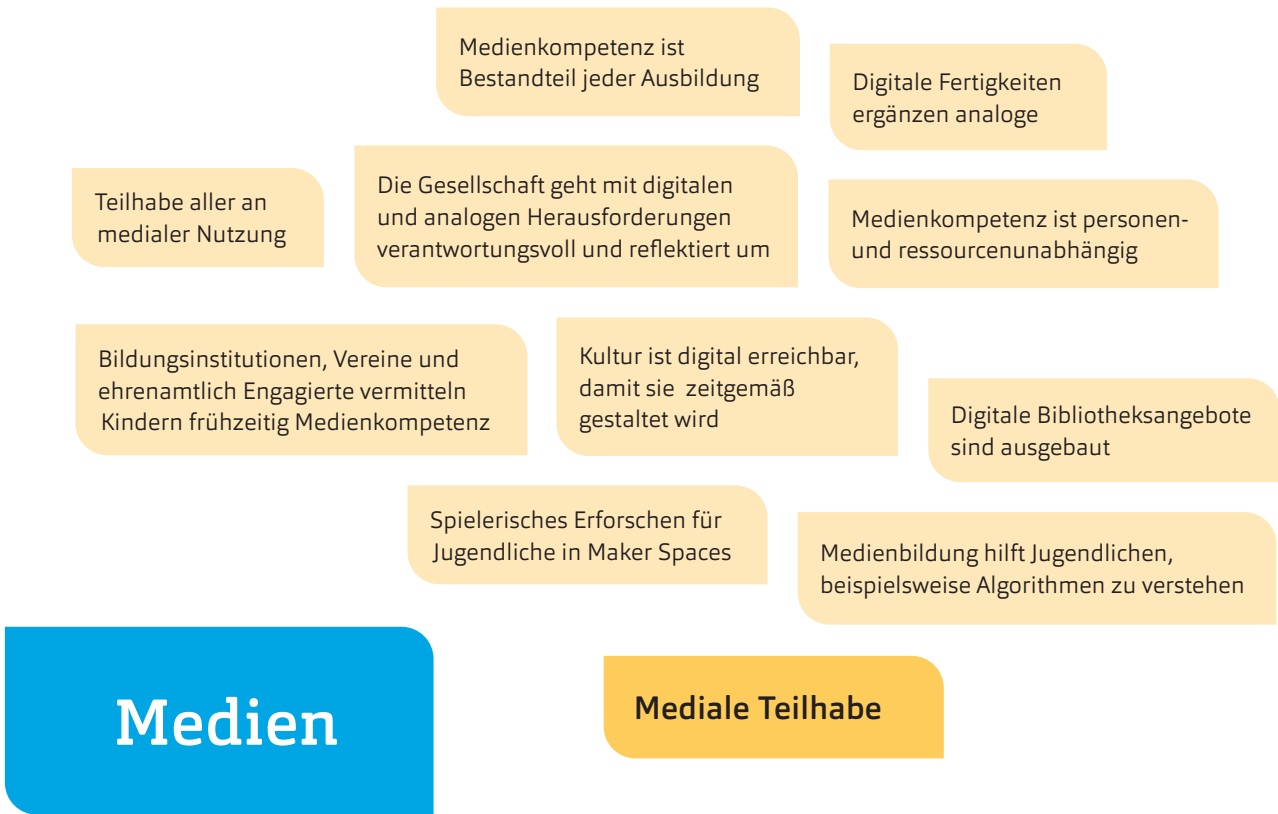 Medienkompetenz ist
Bestandteil jeder Ausbildung
Digitale Fertigkeiten
ergänzen analoge
Teilhabe aller an
medialer Nutzung
Die Gesellschaft geht mit digitalen
und analogen Herausforderungen
verantwortungsvoll und reflektiert um
Medienkompetenz ist personen-
und ressourcenunabhängig
Bildungsinstitutionen, Vereine und
ehrenamtlich Engagierte vermitteln
Kindern frühzeitig Medienkompetenz
Kultur ist digital erreichbar,
damit sie zeitgemäß
gestaltet wird
Digitale Bibliotheksangebote
sind ausgebaut
Spielerisches Erforschen für
Jugendliche in Maker Spaces
Medienbildung hilft Jugendlichen,
beispielsweise Algorithmen zu verstehen
Medien
Mediale Teilhabe